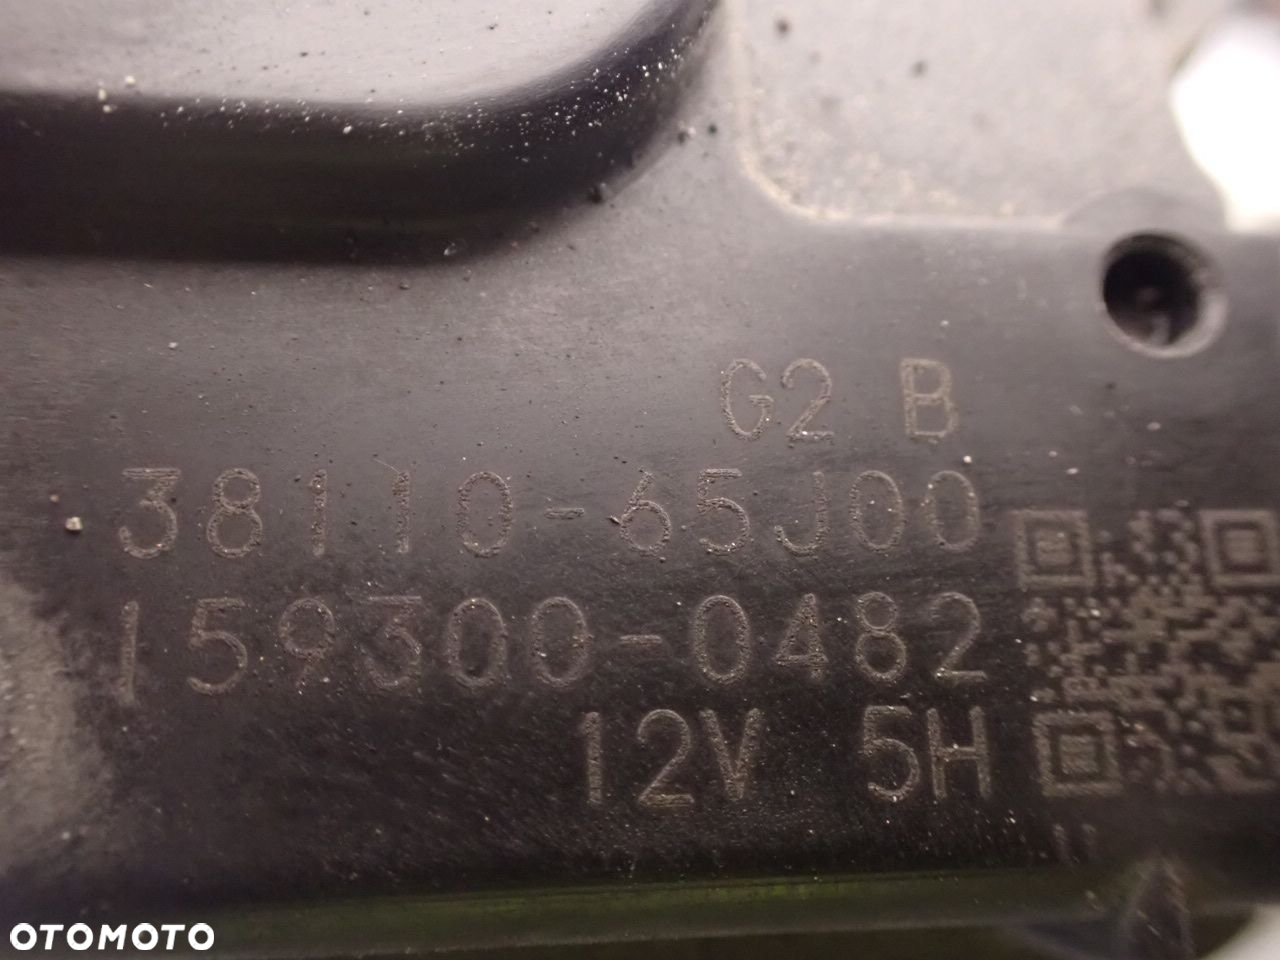 G2 B
38110-65J00
159300-0482
12V 5H
OTOMOTO